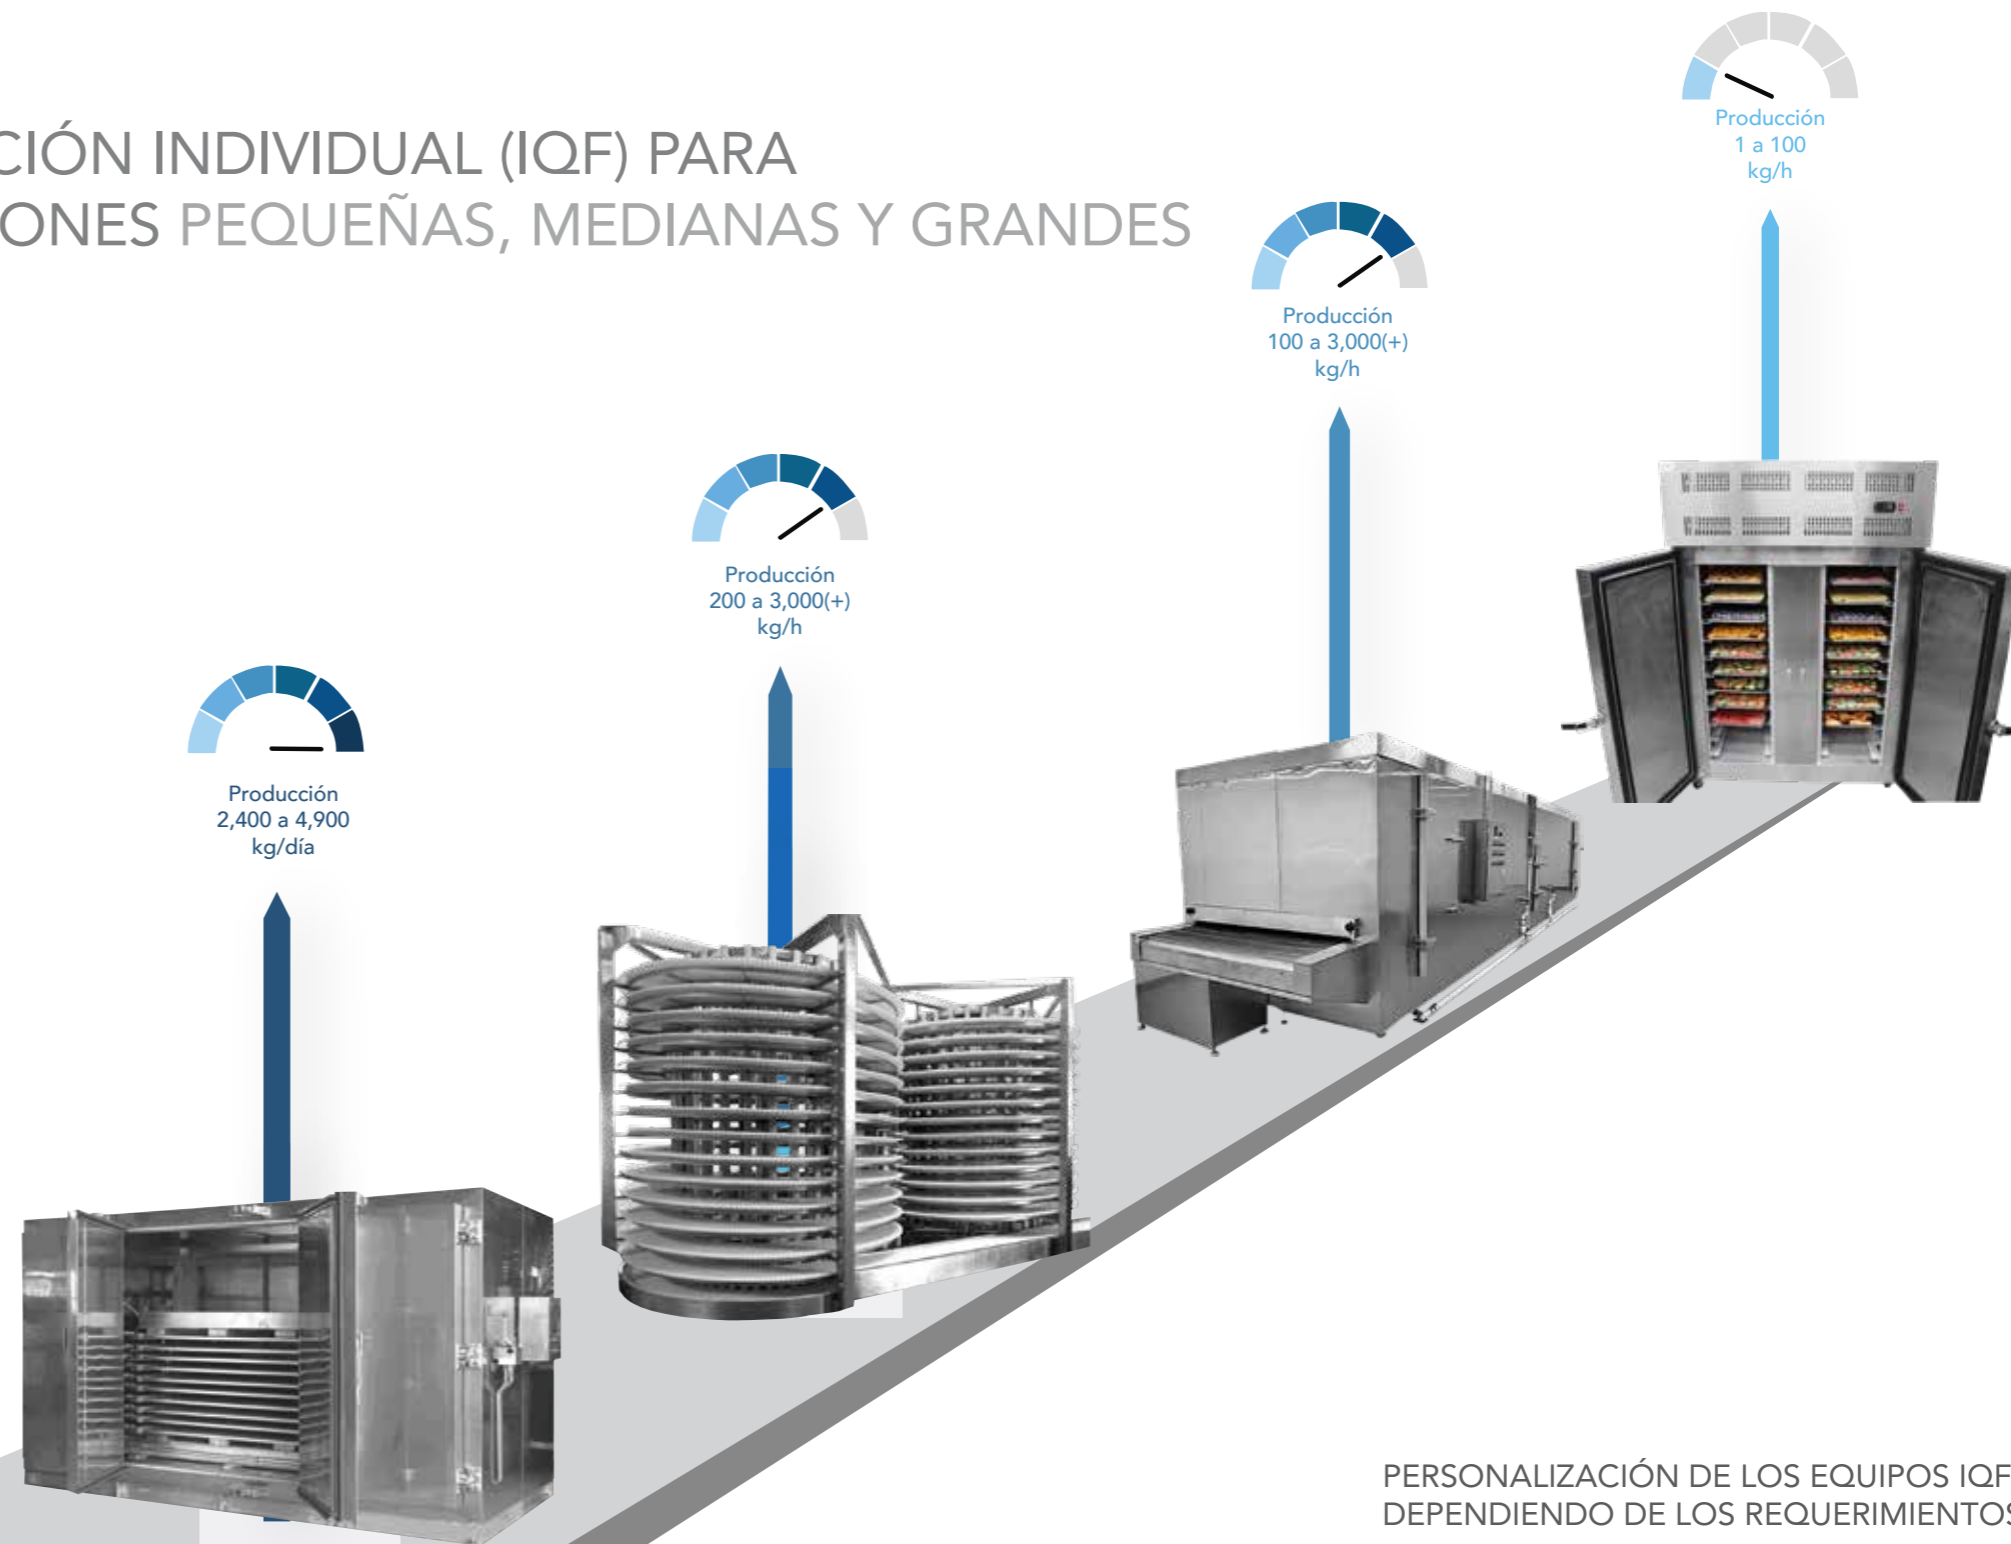 CIÓN INDIVIDUAL (IQF) PARA
ONES PEQUEÑAS, MEDIANAS Y GRANDES
Producción
1 a 100
kg/h
Producción
100 a 3,000(+)
kg/h
Producción
200 a 3,000(+)
kg/h
Producción
2,400 a 4,900
kg/día
PERSONALIZACIÓN DE LOS EQUIPOS IQF
DEPENDIENDO DE LOS REQUERIMIENTOS